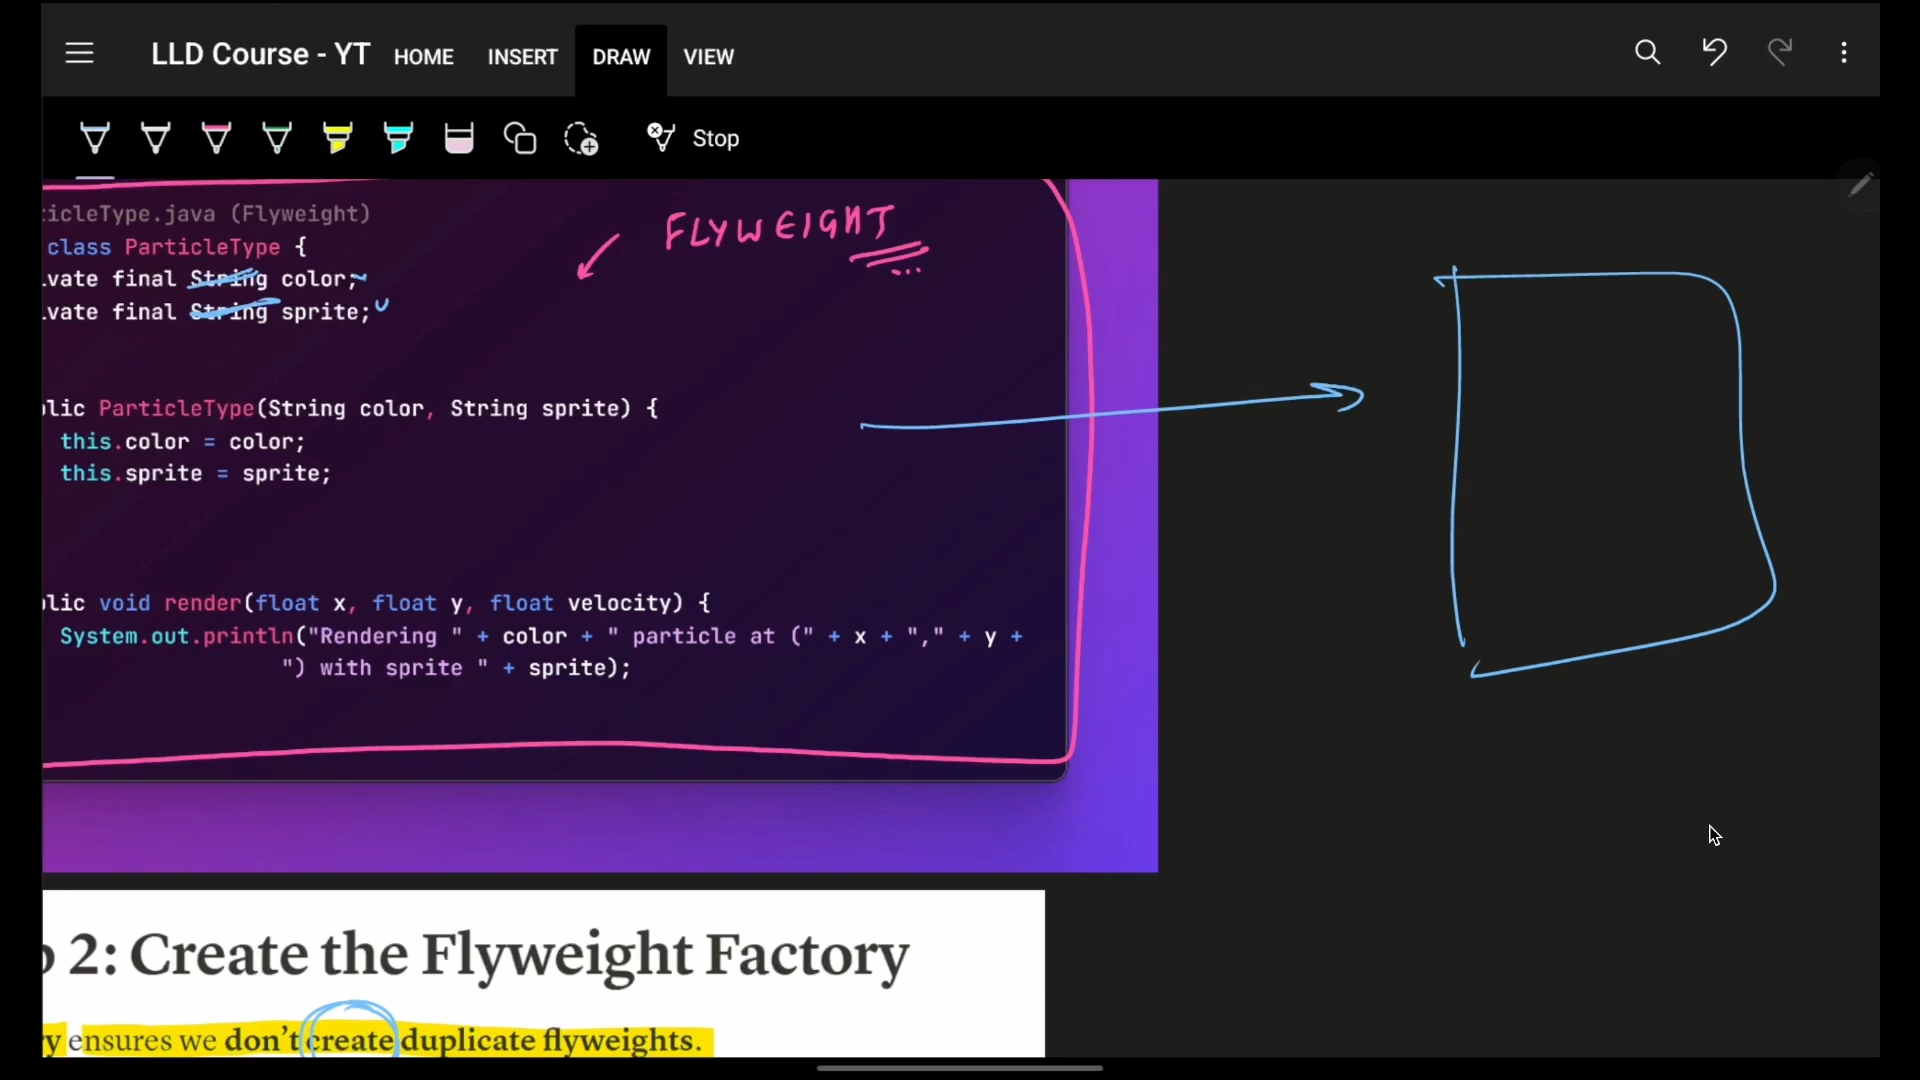 LLD Course - YT HOME INSERT DRAW VIEW
Stop
icleType.java (Flyweight)
class ParticleType {
vate final String color;
vate final String sprite;
FLYWEIGHT
lic ParticleType(String color, String sprite) {
this.color = color;
this.sprite = sprite;
lic void render(float x, float y, float velocity) {
System.out.println("Rendering " + color + " particle at (" + x + "," + y +
") with sprite " + sprite);
2: Create the Flyweight Factory
y ensures we don't create duplicate flyweights.